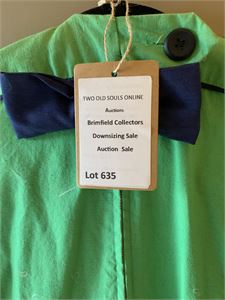 TWO OLD SOULS ONLINE
Auctions
Brimfield Collectors
Downsizing Sale
Auction Sale
Lot 635